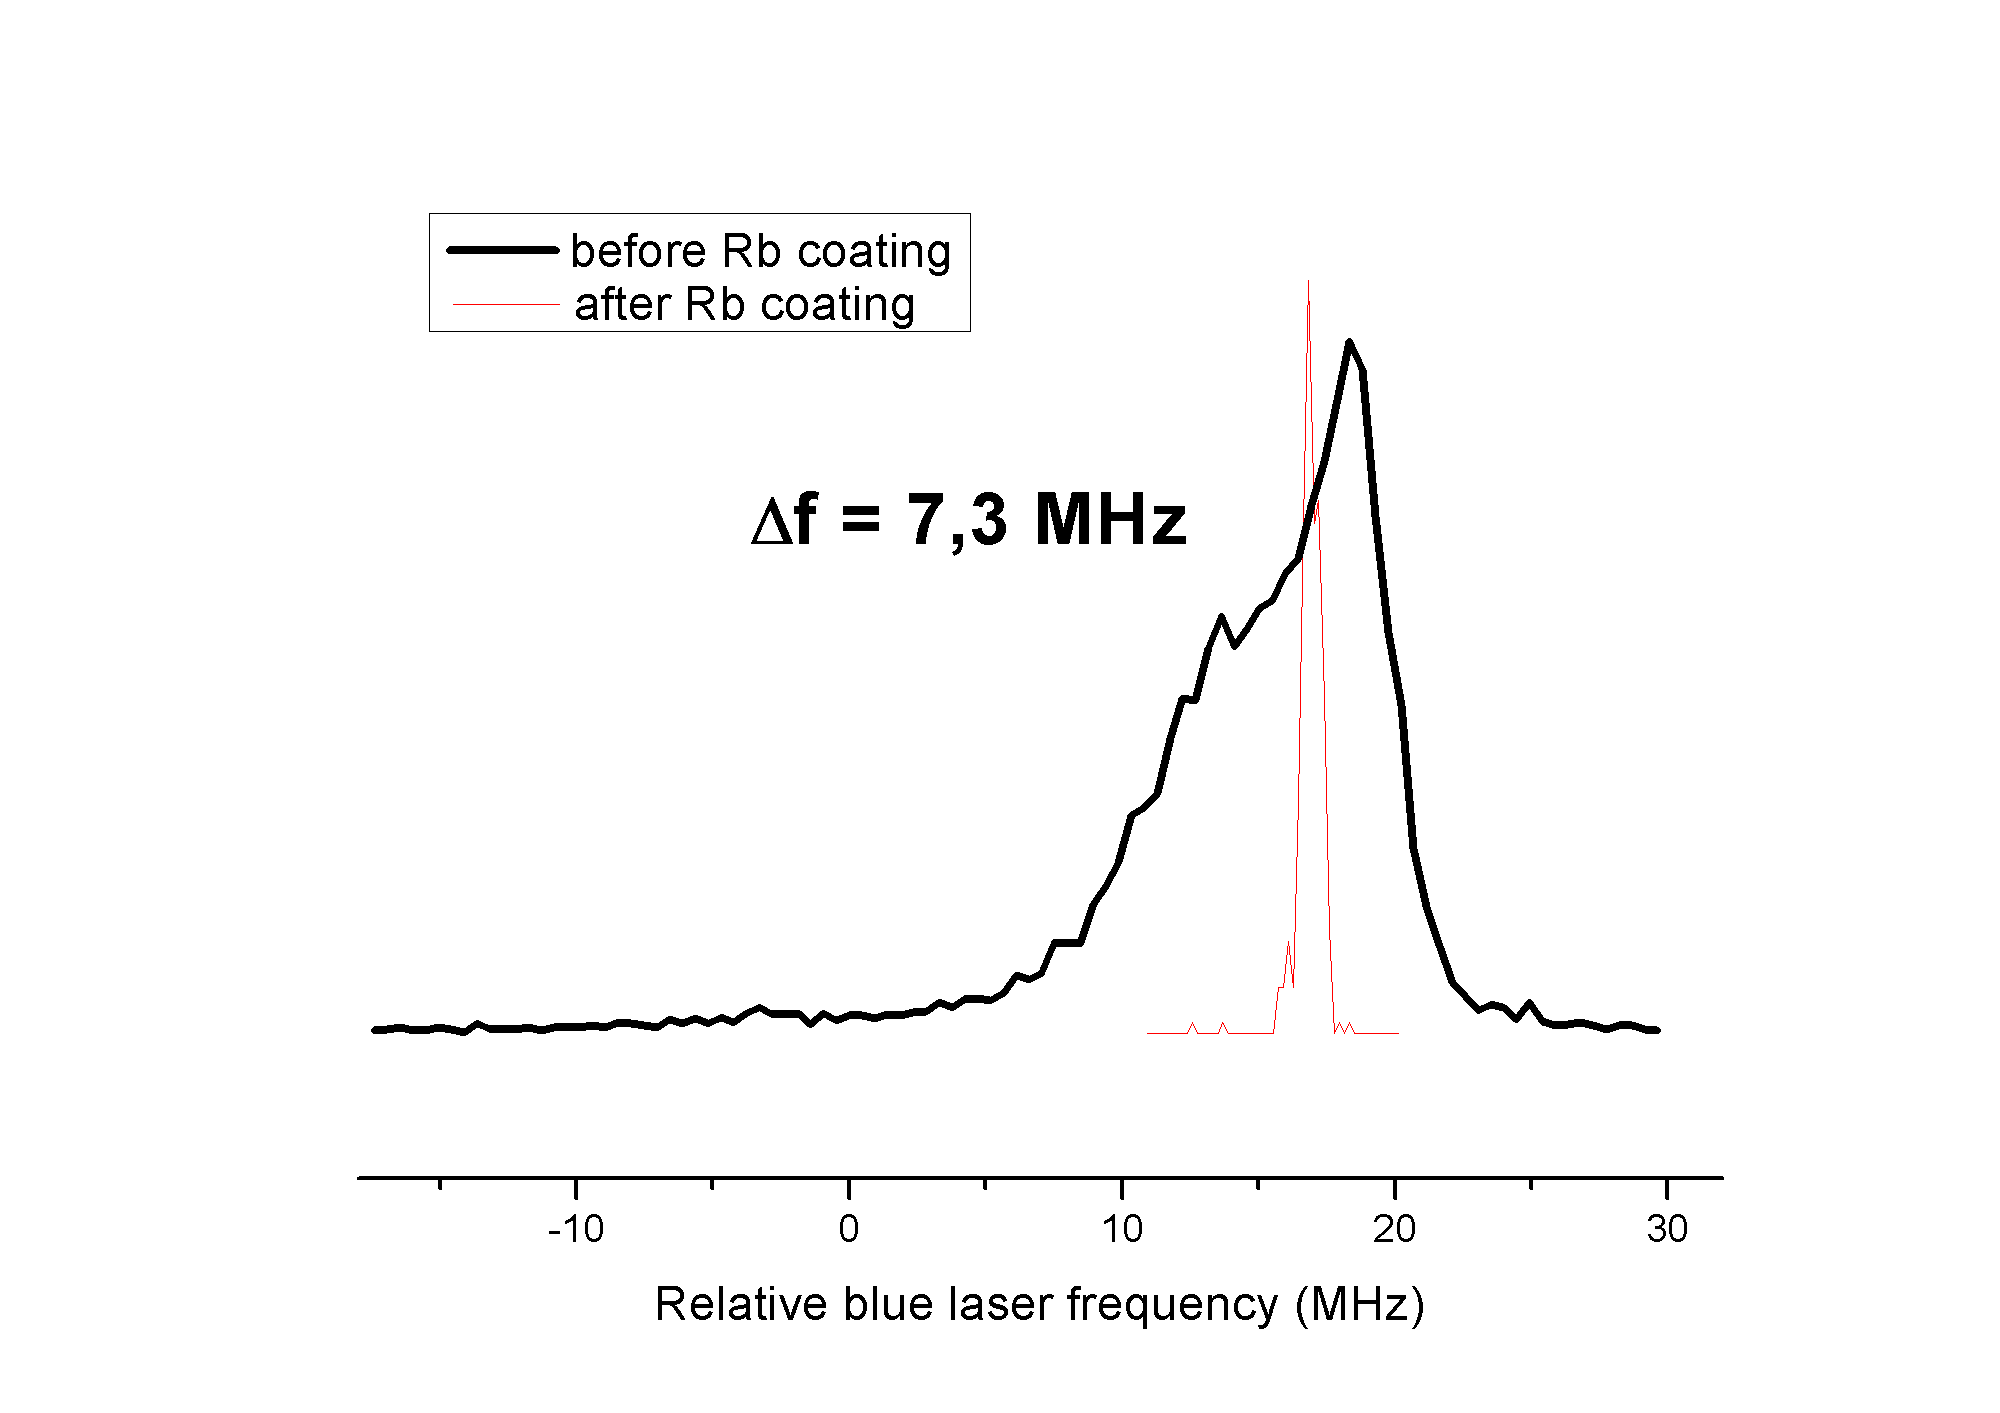 before Rb coating
after Rb coating
Δf = 7,3 MHz
-10 0 10 20 30
Relative blue laser frequency (MHz)